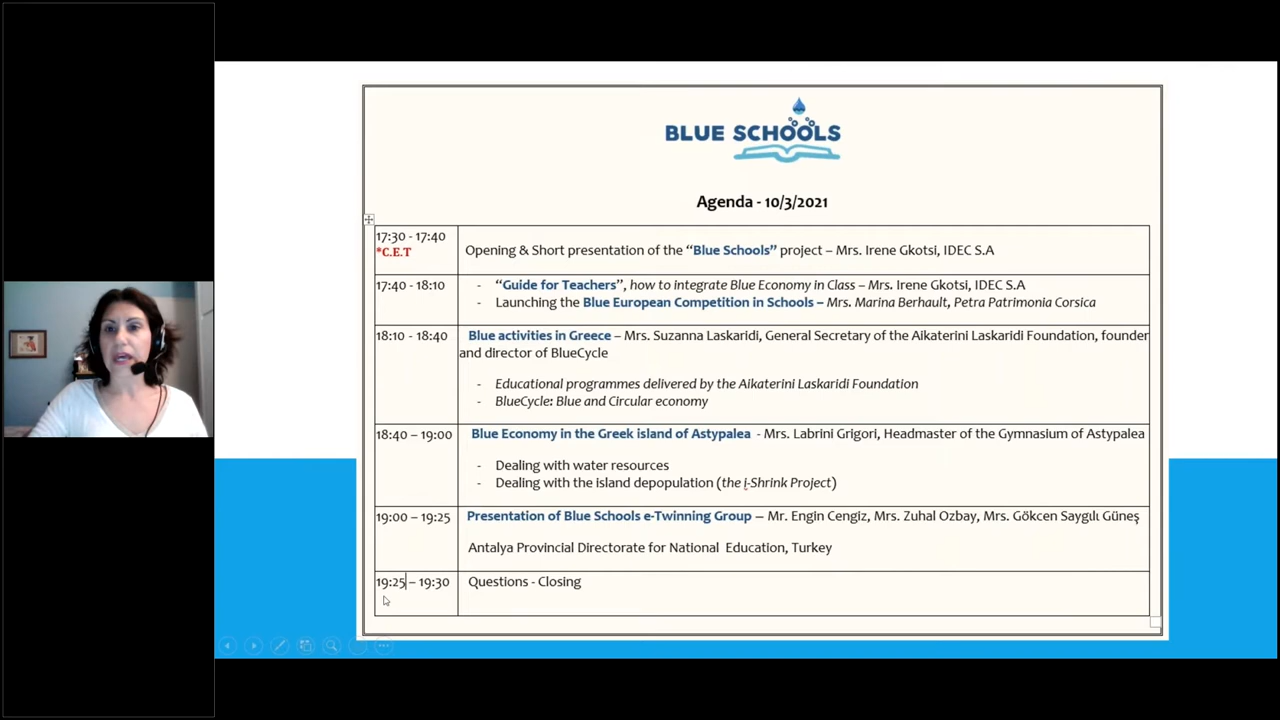 BLUE SCHOOLS
Agenda - 10/3/2021
17:30 - 17:40
*C.E.T
Opening & Short presentation of the “Blue Schools” project – Mrs. Irene Gkotsi, IDEC S.A
17:40 - 18:10
- “Guide for Teachers”, how to integrate Blue Economy in Class – Mrs. Irene Gkotsi, IDEC S.A
- Launching the Blue European Competition in Schools – Mrs. Marina Berhault, Petra Patrimonia Corsica
18:10 - 18:40
Blue activities in Greece – Mrs. Suzanna Laskaridi, General Secretary of the Aikaterini Laskaridi Foundation, founder
and director of BlueCycle
- Educational programmes delivered by the Aikaterini Laskaridi Foundation
- BlueCycle: Blue and Circular economy
18:40 – 19:00
Blue Economy in the Greek island of Astypalea - Mrs. Labrini Grigori, Headmaster of the Gymnasium of Astypalea
- Dealing with water resources
- Dealing with the island depopulation (the i-Shrink Project)
19:00 – 19:25
Presentation of Blue Schools e-Twinning Group – Mr. Engin Cengiz, Mrs. Zuhal Ozbay, Mrs. Gökcen Saygılı Güneş
Antalya Provincial Directorate for National Education, Turkey
19:25 – 19:30
Questions - Closing